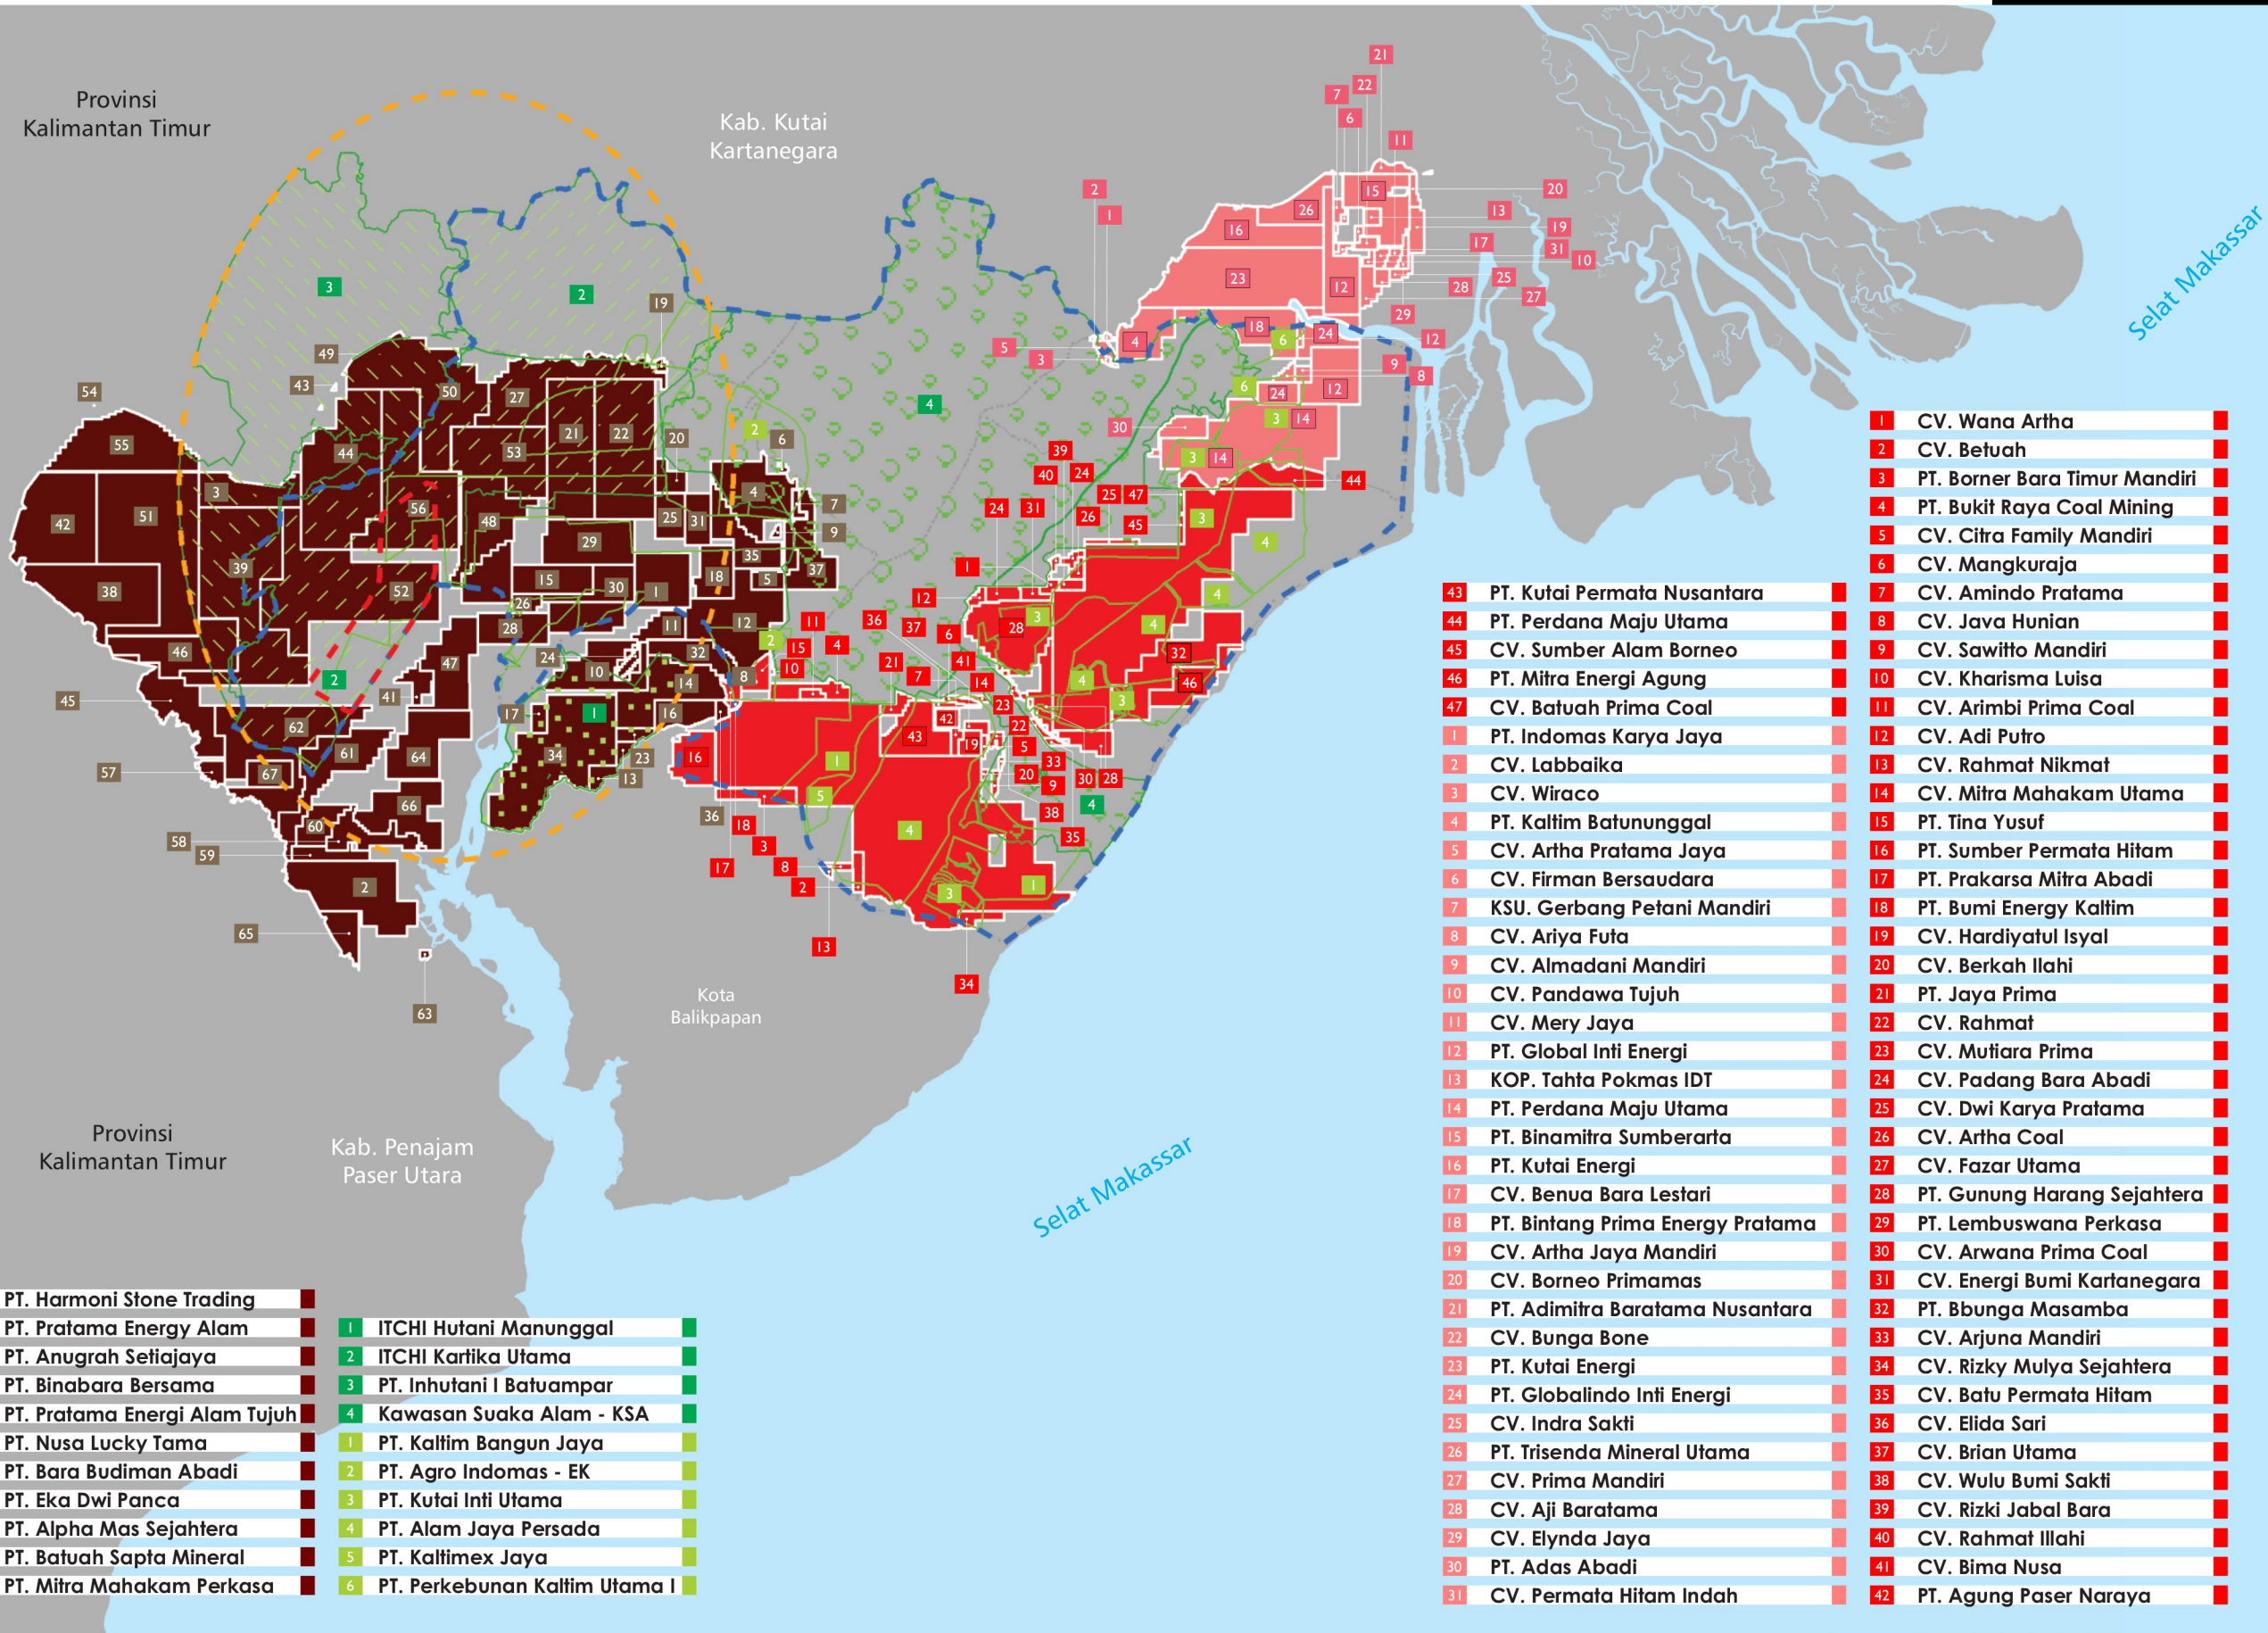 Provinsi
Kalimantan Timur
Kab. Kutai
Kartanegara
Selat Makassar
Kota
Balikpapan
Provinsi
Kalimantan Timur
Kab. Penajam
Paser Utara
Selat Makassar
PT. Harmoni Stone Trading
PT. Pratama Energy Alam
PT. Anugrah Setiajaya
PT. Binabara Bersama
PT. Pratama Energi Alam Tujuh
PT. Nusa Lucky Tama
PT. Bara Budiman Abadi
PT. Eka Dwi Panca
PT. Alpha Mas Sejahtera
PT. Batuah Sapta Mineral
PT. Mitra Mahakam Perkasa
1 ITCHI Hutani Manunggal
2 ITCHI Kartika Utama
3 PT. Inhutani I Batuampar
4 Kawasan Suaka Alam - KSA
1 PT. Kaltim Bangun Jaya
2 PT. Agro Indomas - EK
3 PT. Kutai Inti Utama
4 PT. Alam Jaya Persada
5 PT. Kaltimex Jaya
6 PT. Perkebunan Kaltim Utama I
43 PT. Kutai Permata Nusantara
44 PT. Perdana Maju Utama
45 CV. Sumber Alam Borneo
46 PT. Mitra Energi Agung
47 CV. Batuah Prima Coal
1 PT. Indomas Karya Jaya
2 CV. Labbaika
3 CV. Wiraco
4 PT. Kaltim Batununggal
5 CV. Artha Pratama Jaya
6 CV. Firman Bersaudara
7 KSU. Gerbang Petani Mandiri
8 CV. Ariya Futa
9 CV. Almadani Mandiri
10 CV. Pandawa Tujuh
11 CV. Mery Jaya
12 PT. Global Inti Energi
13 KOP. Tahta Pokmas IDT
14 PT. Perdana Maju Utama
15 PT. Binamitra Sumberarta
16 PT. Kutai Energi
17 CV. Benua Bara Lestari
18 PT. Bintang Prima Energy Pratama
19 CV. Artha Jaya Mandiri
20 CV. Borneo Primamas
21 PT. Adimitra Baratama Nusantara
22 CV. Bunga Bone
23 PT. Kutai Energi
24 PT. Globalindo Inti Energi
25 CV. Indra Sakti
26 PT. Trisenda Mineral Utama
27 CV. Prima Mandiri
28 CV. Aji Baratama
29 CV. Elynda Jaya
30 PT. Adas Abadi
31 CV. Permata Hitam Indah
1 CV. Wana Artha
2 CV. Betuah
3 PT. Borner Bara Timur Mandiri
4 PT. Bukit Raya Coal Mining
5 CV. Citra Family Mandiri
6 CV. Mangkuraja
7 CV. Amindo Pratama
8 CV. Java Hunian
9 CV. Sawitto Mandiri
10 CV. Kharisma Luisa
11 CV. Arimbi Prima Coal
12 CV. Adi Putro
13 CV. Rahmat Nikmat
14 CV. Mitra Mahakam Utama
15 PT. Tina Yusuf
16 PT. Sumber Permata Hitam
17 PT. Prakarsa Mitra Abadi
18 PT. Bumi Energy Kaltim
19 CV. Hardiyatul Isyal
20 CV. Berkah Ilahi
21 PT. Jaya Prima
22 CV. Rahmat
23 CV. Mutiara Prima
24 CV. Padang Bara Abadi
25 CV. Dwi Karya Pratama
26 CV. Artha Coal
27 CV. Fazar Utama
28 PT. Gunung Harang Sejahtera
29 PT. Lembuswana Perkasa
30 CV. Arwana Prima Coal
31 CV. Energi Bumi Kartanegara
32 PT. Bbunga Masamba
33 CV. Arjuna Mandiri
34 CV. Rizky Mulya Sejahtera
35 CV. Batu Permata Hitam
36 CV. Elida Sari
37 CV. Brian Utama
38 CV. Wulu Bumi Sakti
39 CV. Rizki Jabal Bara
40 CV. Rahmat Illahi
41 CV. Bima Nusa
42 PT. Agung Paser Naraya